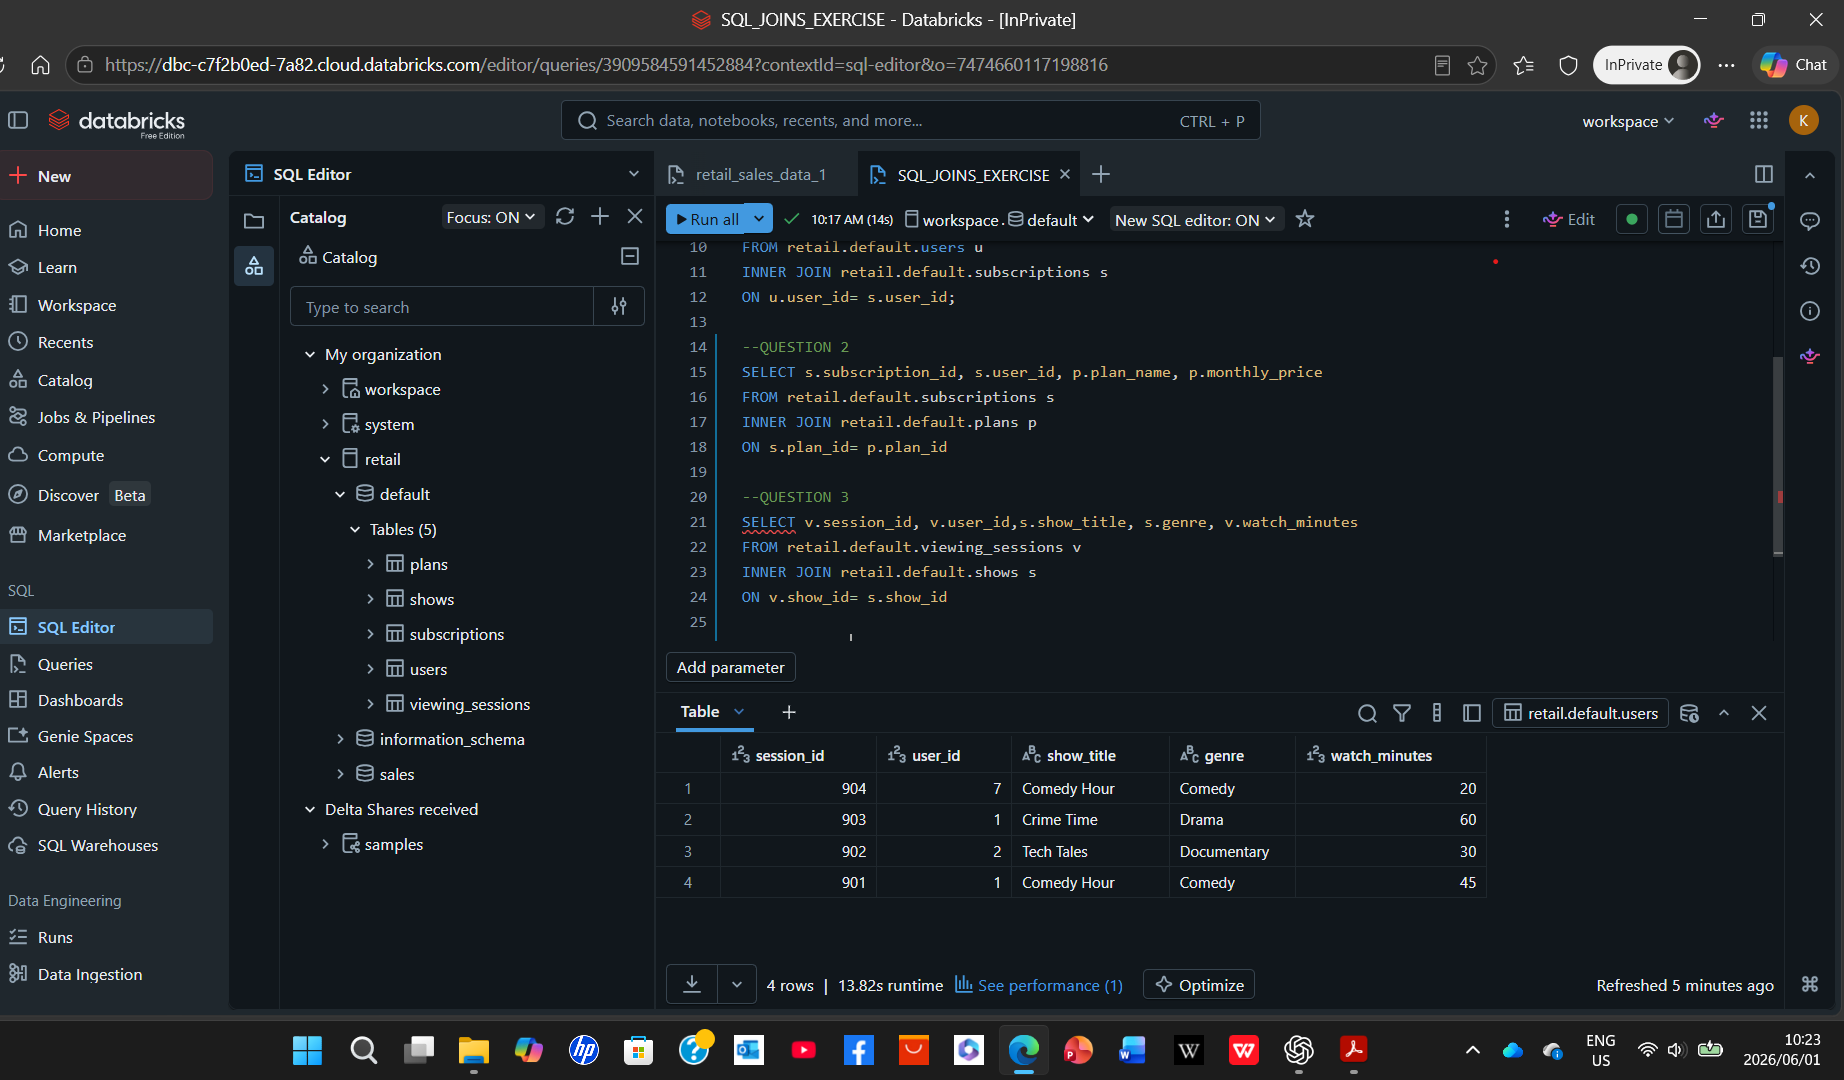 SQL_JOINS_EXERCISE - Databricks - [InPrivate]
https://dbc-c7f2b0ed-7a82.cloud.databricks.com/editor/queries/3909584591452884?contextId=sql-editor&o=7474660117198816
InPrivate
Chat
databricks
Free Edition
Search data, notebooks, recents, and more...
CTRL + P
workspace
K
New
Home
Learn
Workspace
Recents
Catalog
Jobs & Pipelines
Compute
Discover Beta
Marketplace
SQL
SQL Editor
Queries
Dashboards
Genie Spaces
Alerts
Query History
SQL Warehouses
Data Engineering
Runs
Data Ingestion
SQL Editor
Catalog
Focus: ON
Catalog
Type to search
My organization
workspace
system
retail
default
Tables (5)
plans
shows
subscriptions
users
viewing_sessions
information_schema
sales
Delta Shares received
samples
retail_sales_data_1
SQL_JOINS_EXERCISE
Run all
10:17 AM (14s)
workspace. default
New SQL editor: ON
Edit
10 FROM retail.default.users u
11 INNER JOIN retail.default.subscriptions s
12 ON u.user_id= s.user_id;
13
14 --QUESTION 2
15 SELECT s.subscription_id, s.user_id, p.plan_name, p.monthly_price
16 FROM retail.default.subscriptions s
17 INNER JOIN retail.default.plans p
18 ON s.plan_id= p.plan_id
19
20 --QUESTION 3
21 SELECT v.session_id, v.user_id,s.show_title, s.genre, v.watch_minutes
22 FROM retail.default.viewing_sessions v
23 INNER JOIN retail.default.shows s
24 ON v.show_id= s.show_id
25
Add parameter
Table
retail.default.users
session_id user_id show_title genre watch_minutes
1 904 7 Comedy Hour Comedy 20
2 903 1 Crime Time Drama 60
3 902 2 Tech Tales Documentary 30
4 901 1 Comedy Hour Comedy 45
4 rows | 13.82s runtime
See performance (1)
Optimize
Refreshed 5 minutes ago
ENG
US
10:23
2026/06/01